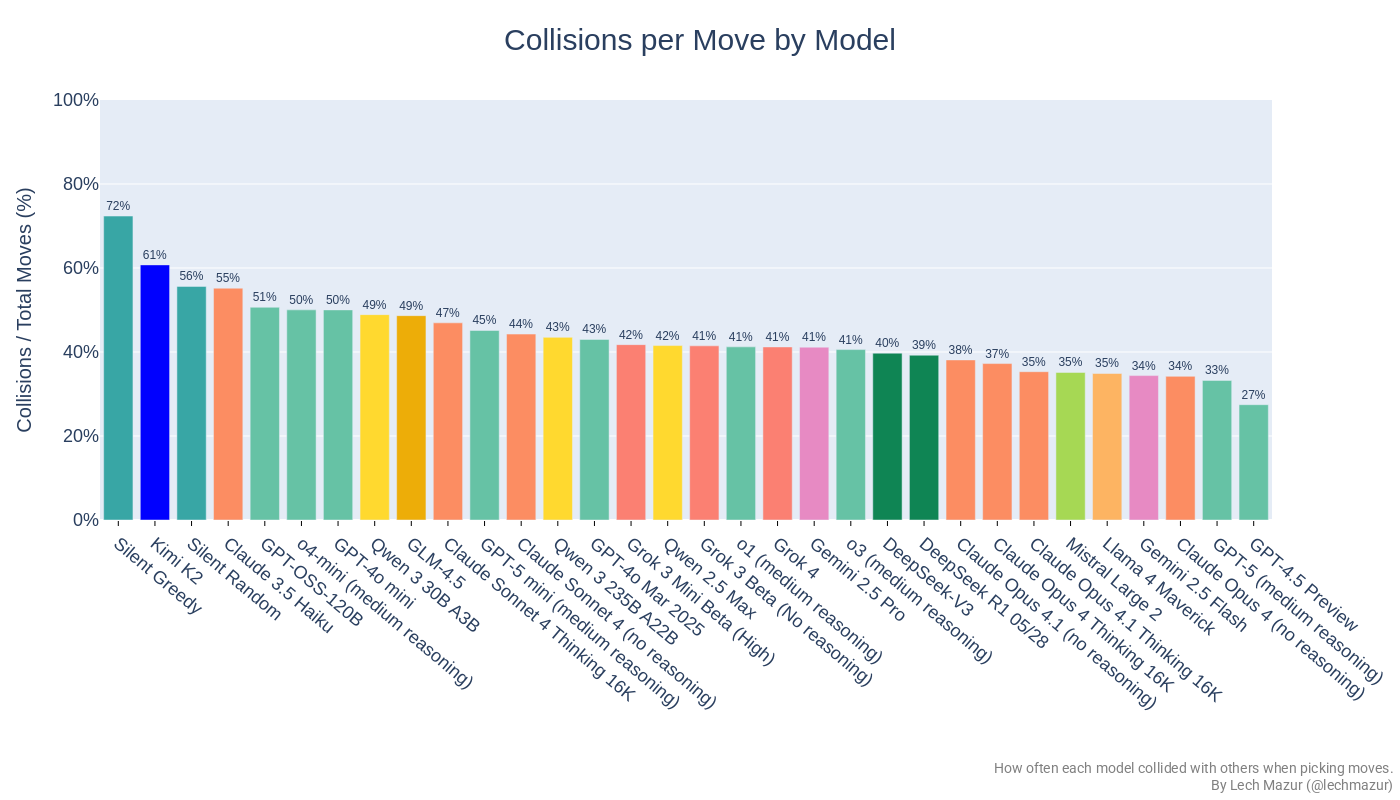 Collisions per Move by Model
Collisions / Total Moves (%)
100%
80%
60%
40%
20%
0%
72%
61%
56%
55%
51%
50%
50%
49%
49%
47%
45%
44%
43%
43%
42%
42%
41%
41%
41%
41%
41%
40%
39%
38%
37%
35%
35%
35%
34%
34%
33%
27%
Silent Greedy
Kimi K2
Silent Random
Claude 3.5 Haiku
GPT-OSS-120B
o4-mini (medium reasoning)
GPT-4o mini
Qwen 3 30B A3B
GLM-4.5
Claude Sonnet 4 Thinking 16K
GPT-5 mini (medium reasoning)
Claude Sonnet 4 (no reasoning)
Qwen 3 235B A22B
GPT-4o Mar 2025
Grok 3 Mini Beta (High)
Qwen 2.5 Max
Grok 3 Beta (No reasoning)
o1 (medium reasoning)
Grok 4
Gemini 2.5 Pro
o3 (medium reasoning)
DeepSeek-V3
DeepSeek R1 05/28
Claude Opus 4.1 (no reasoning)
Claude Opus 4 Thinking 16K
Claude Opus 4.1 Thinking 16K
Mistral Large 2
Llama 4 Maverick
Gemini 2.5 Flash
Claude Opus 4 (no reasoning)
GPT-5 (medium reasoning)
GPT-4.5 Preview
How often each model collided with others when picking moves.
By Lech Mazur (@lechmazur)